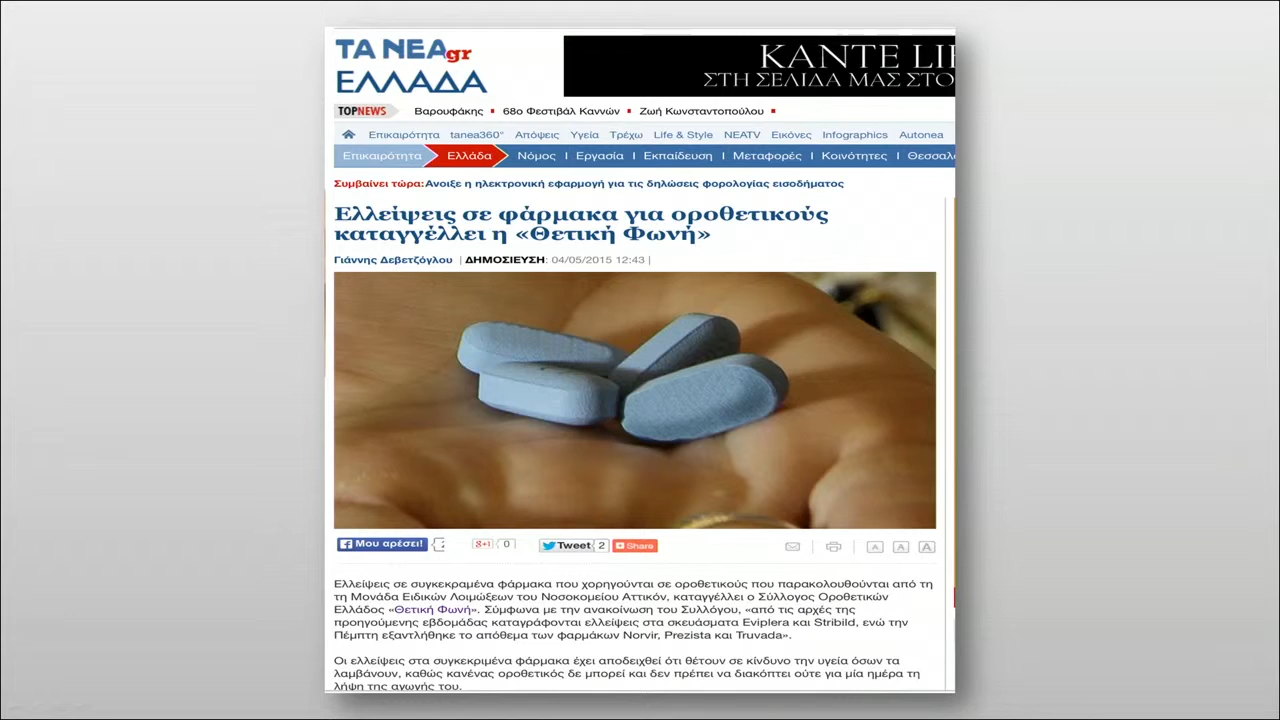 ΤΑ ΝΕΑgr
ΕΛΛΑΔΑ
ΚΑΝΤΕ LI
ΣΤΗ ΣΕΛΙΔΑ ΜΑΣ ΣΤΟ
TOPNEWS Βαρουφάκης ▪ 68ο Φεστιβάλ Καννών ▪ Ζωή Κωνσταντοπούλου ▪
Επικαιρότητα tanea360° Απόψεις Υγεία Τρέχω Life & Style NEATV Εικόνες Infographics Autonea
Επικαιρότητα Ελλάδα Νόμος | Εργασία | Εκπαίδευση | Μεταφορές | Κοινότητες | Θεσσαλ
Συμβαίνει τώρα: Ανοιξε η ηλεκτρονική εφαρμογή για τις δηλώσεις φορολογίας εισοδήματος
Ελλείψεις σε φάρμακα για οροθετικούς
καταγγέλλει η «Θετική Φωνή»
Γιάννης Δεβετζόγλου | ΔΗΜΟΣΙΕΥΣΗ: 04/05/2015 12:43 |
Μου αρέσει! g+1 0 Tweet 2 Share A A A
Ελλείψεις σε συγκεκραμένα φάρμακα που χορηγούνται σε οροθετικούς που παρακολουθούνται από τη
τη Μονάδα Ειδικών Λοιμώξεων του Νοσοκομείου Αττικόν, καταγγέλλει ο Σύλλογος Οροθετικών
Ελλάδος «Θετική Φωνή». Σύμφωνα με την ανακοίνωση του Συλλόγου, «από τις αρχές της
προηγούμενης εβδομάδας καταγράφονται ελλείψεις στα σκευάσματα Eviplera και Stribild, ενώ την
Πέμπτη εξαντλήθηκε το απόθεμα των φαρμάκων Norvir, Prezista και Truvada».
Οι ελλείψεις στα συγκεκριμένα φάρμακα έχει αποδειχθεί ότι θέτουν σε κίνδυνο την υγεία όσων τα
λαμβάνουν, καθώς κανένας οροθετικός δε μπορεί και δεν πρέπει να διακόπτει ούτε για μία ημέρα τη
λήψη της αγωγής του.